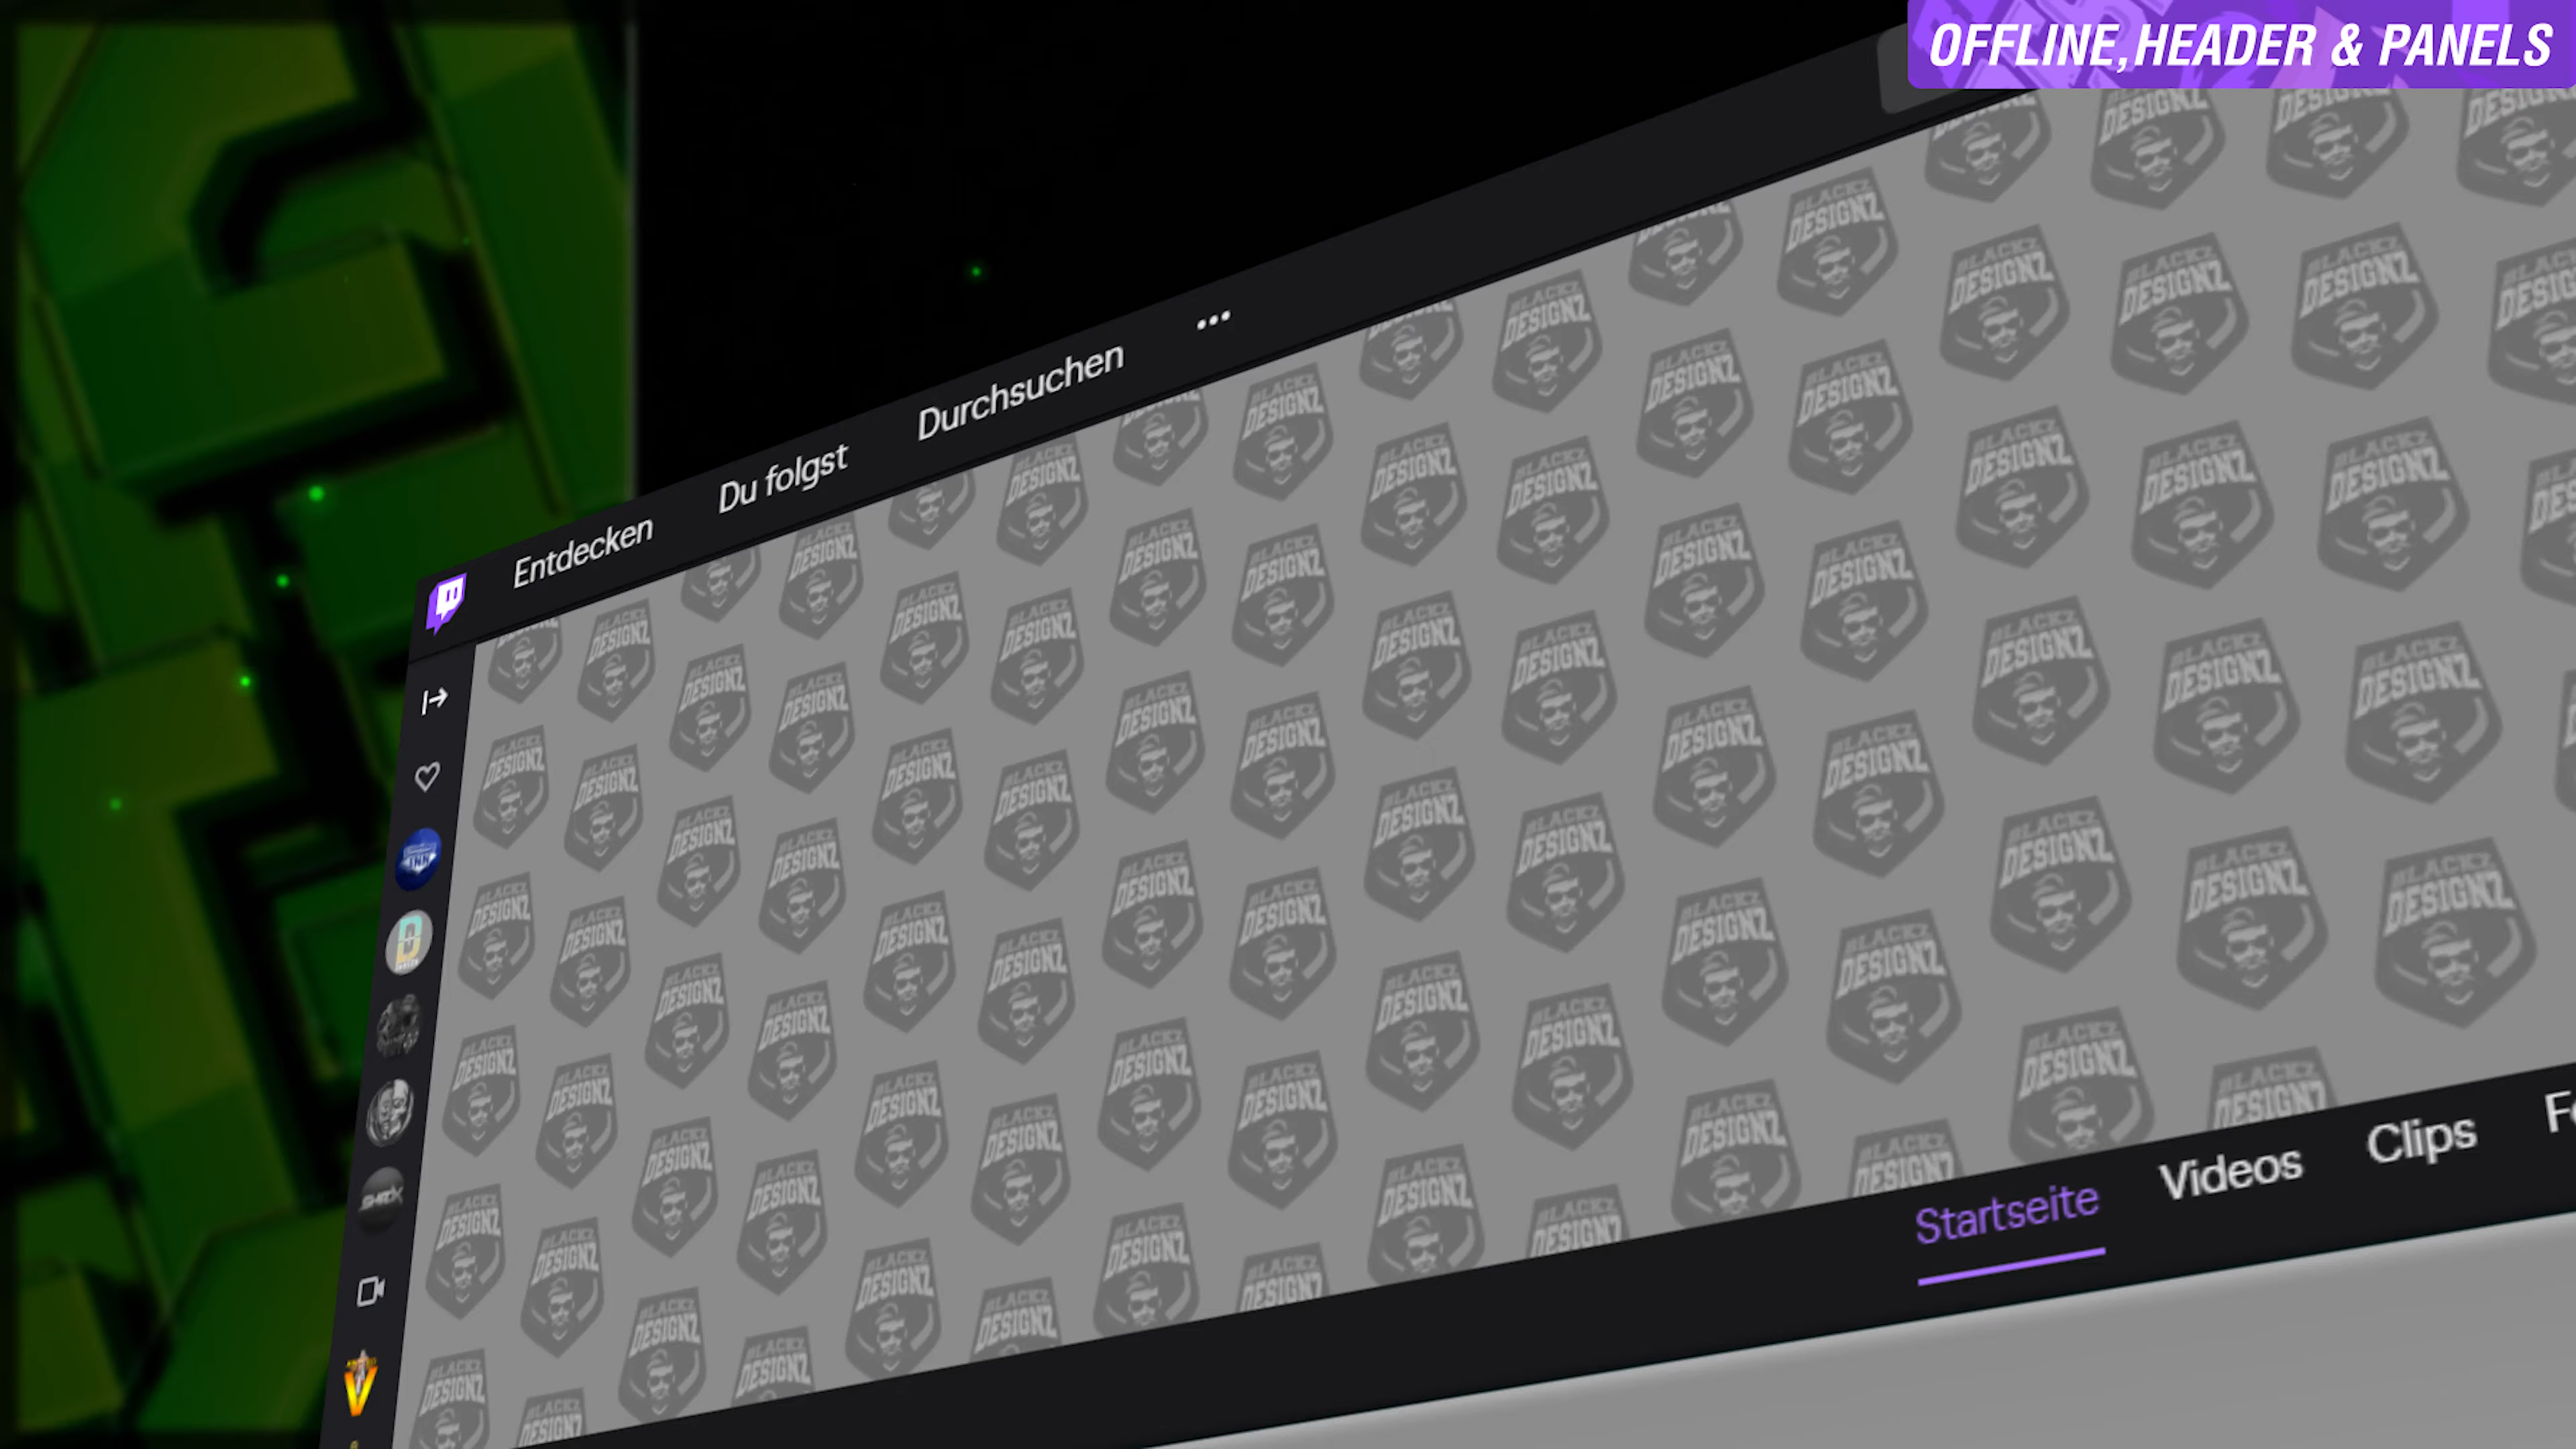 OFFLINE, HEADER & PANELS
Entdecken
Du folgst
Durchsuchen
BLACKZ
DESIGNZ
Startseite
Videos
Clips